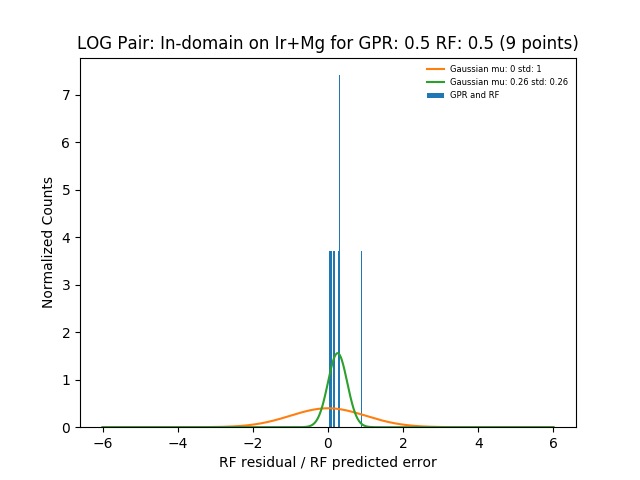 LOG Pair: In-domain on Ir+Mg for GPR: 0.5 RF: 0.5 (9 points)
Gaussian mu: 0 std: 1
Gaussian mu: 0.26 std: 0.26
GPR and RF
7
6
5
4
3
2
1
0
Normalized Counts
−6
−4
−2
0
2
4
6
RF residual / RF predicted error